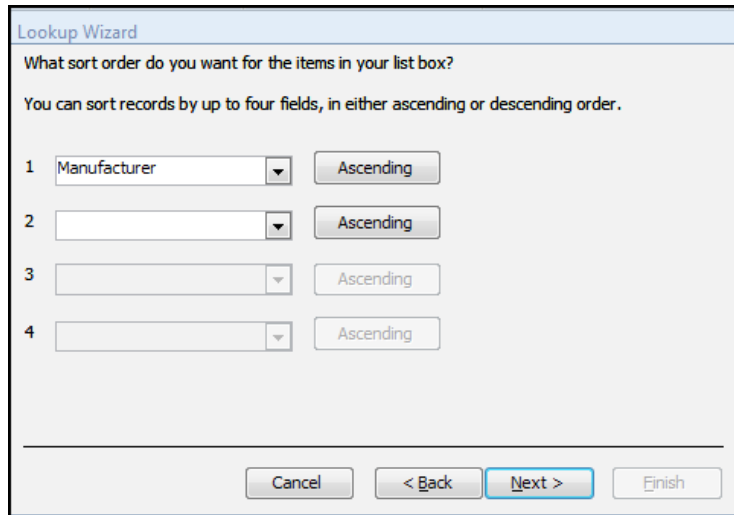 Lookup Wizard
What sort order do you want for the items in your list box?
You can sort records by up to four fields, in either ascending or descending order.
1 Manufacturer Ascending
2 Ascending
3 Ascending
4 Ascending
Cancel < Back Next > Finish